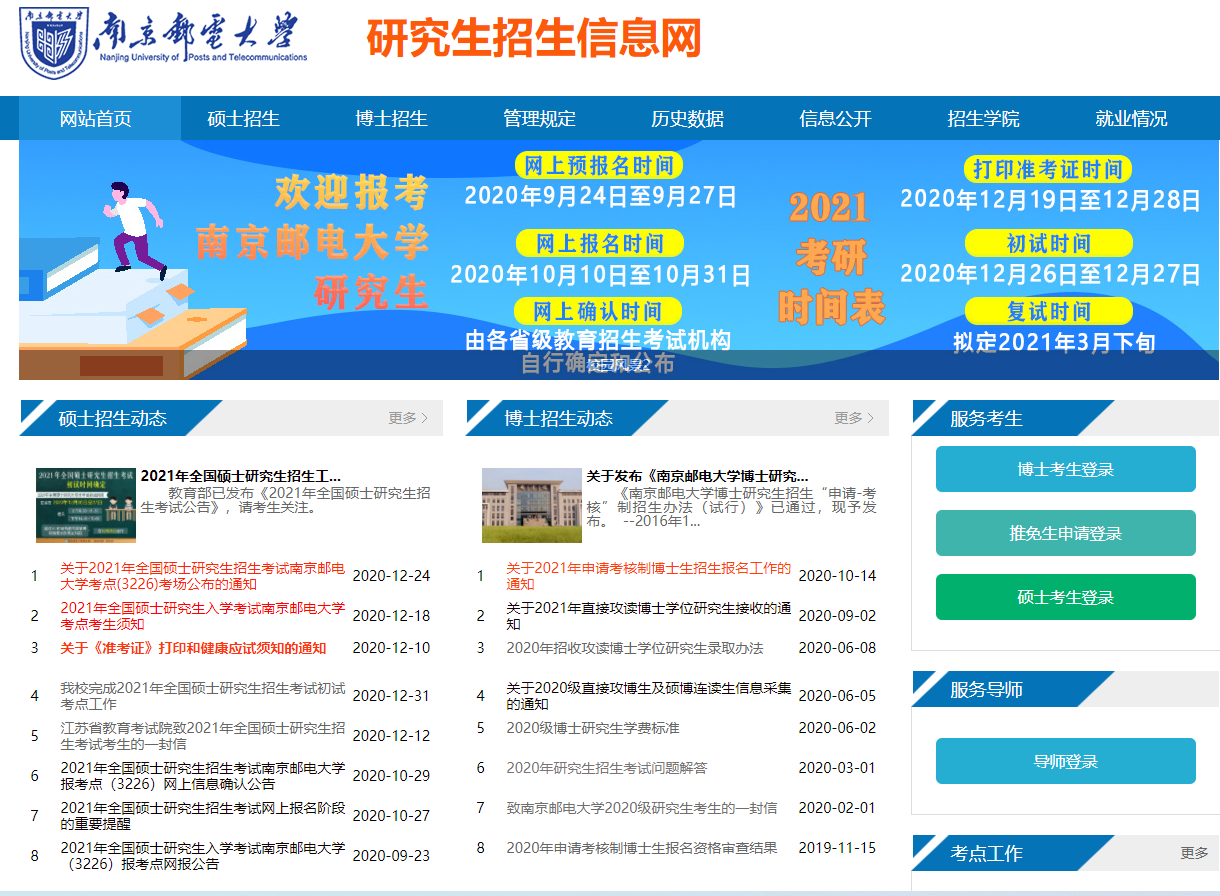 南京邮电大学
Nanjing University of Posts and Telecommunications
研究生招生信息网
网站首页 硕士招生 博士招生 管理规定 历史数据 信息公开 招生学院 就业情况
欢迎报考
南京邮电大学
研究生
网上预报名时间
2020年9月24日至9月27日
网上报名时间
2020年10月10日至10月31日
网上确认时间
由各省级教育招生考试机构
自行确定和公布
2021
考研
时间表
打印准考证时间
2020年12月19日至12月28日
初试时间
2020年12月26日至12月27日
复试时间
拟定2021年3月下旬
硕士招生动态 更多
2021年全国硕士研究生招生考试
初试时间确定
2021年全国硕士研究生招生工...
教育部已发布《2021年全国硕士研究生招
生考试公告》，请考生关注。
1 关于2021年全国硕士研究生招生考试南京邮电
大学考点(3226)考场公布的通知 2020-12-24
2 2021年全国硕士研究生入学考试南京邮电大学
考点考生须知 2020-12-18
3 关于《准考证》打印和健康应试须知的通知 2020-12-10
4 我校完成2021年全国硕士研究生招生考试初试
考点工作 2020-12-31
5 江苏省教育考试院致2021年全国硕士研究生招
生考试考生的一封信 2020-12-12
6 2021年全国硕士研究生招生考试南京邮电大学
报考点（3226）网上信息确认公告 2020-10-29
7 2021年全国硕士研究生招生考试网上报名阶段
的重要提醒 2020-10-27
8 2021年全国硕士研究生入学考试南京邮电大学
（3226）报考点网报公告 2020-09-23
博士招生动态 更多
关于发布《南京邮电大学博士研究...
《南京邮电大学博士研究生招生“申请-考
核”制招生办法（试行）》已通过，现予发
布。 --2016年1...
1 关于2021年申请考核制博士生招生报名工作的
通知 2020-10-14
2 关于2021年直接攻读博士学位研究生接收的通
知 2020-09-02
3 2020年招收攻读博士学位研究生录取办法 2020-06-08
4 关于2020级直接攻博生及硕博连读生信息采集
的通知 2020-06-05
5 2020级博士研究生学费标准 2020-06-02
6 2020年研究生招生考试问题解答 2020-03-01
7 致南京邮电大学2020级研究生考生的一封信 2020-02-01
8 2020年申请考核制博士生报名资格审查结果 2019-11-15
服务考生
博士考生登录
推免生申请登录
硕士考生登录
服务导师
导师登录
考点工作 更多